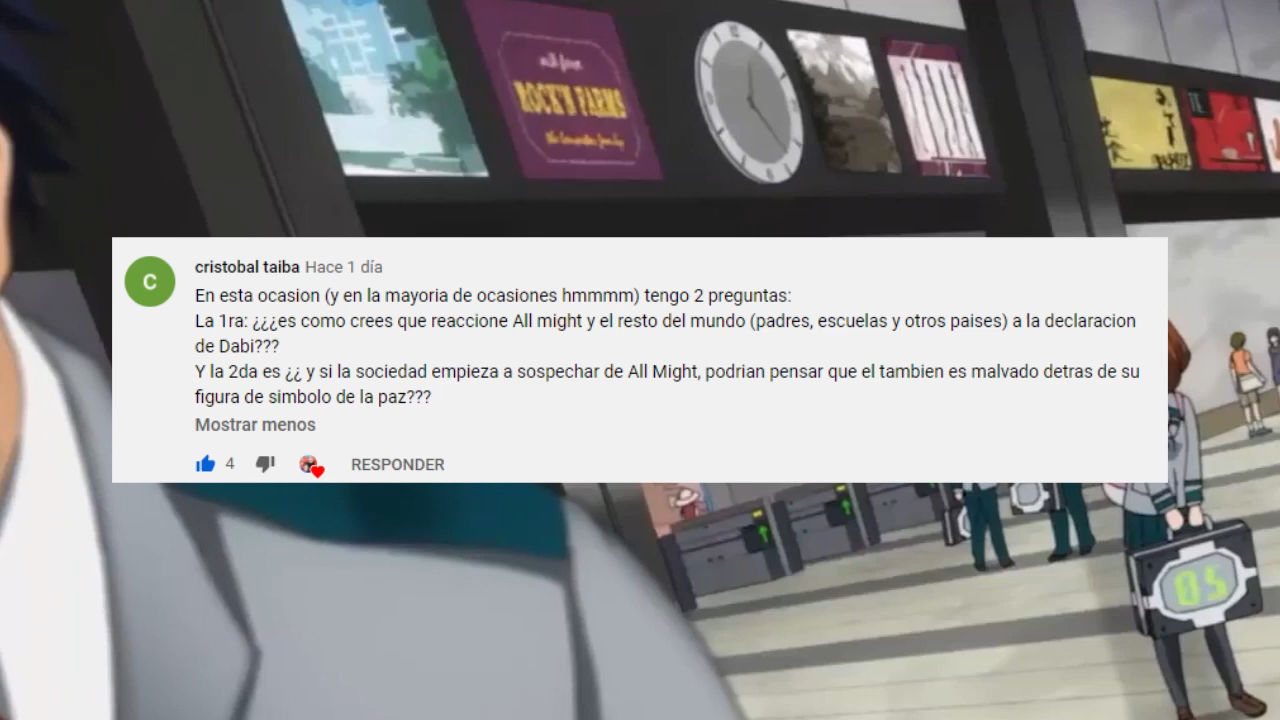 ROCK'N FARMS
C
cristobal taiba Hace 1 día
En esta ocasion (y en la mayoria de ocasiones hmmmm) tengo 2 preguntas:
La 1ra: ¿¿¿es como crees que reaccione All might y el resto del mundo (padres, escuelas y otros paises) a la declaracion
de Dabi???
Y la 2da es ¿¿ y si la sociedad empieza a sospechar de All Might, podrian pensar que el tambien es malvado detras de su
figura de simbolo de la paz???
Mostrar menos
4 RESPONDER
05